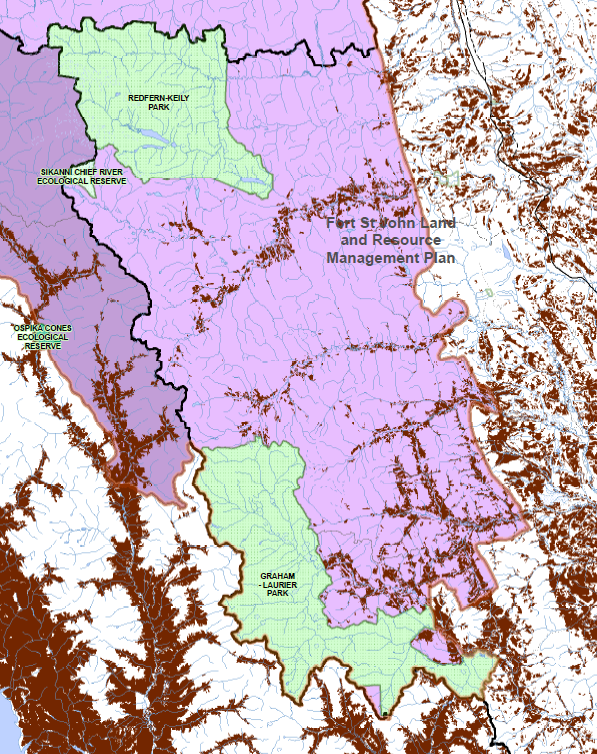 REDFERN-KEILY
PARK
SIKANNI CHIEF RIVER
ECOLOGICAL RESERVE
Fort St John Land
and Resource
Management Plan
OSPIKA CONES
ECOLOGICAL
RESERVE
GRAHAM
- LAURIER
PARK